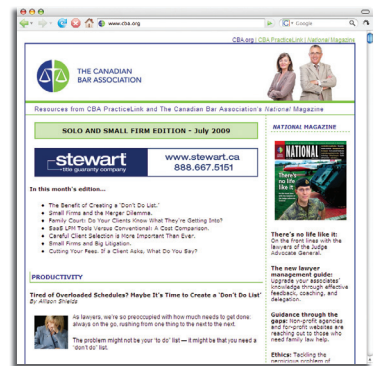 www.cba.org
Google
CBA.org | CBA PracticeLink | National Magazine
THE CANADIAN
BAR ASSOCIATION
Resources from CBA PracticeLink and The Canadian Bar Association's National Magazine
SOLO AND SMALL FIRM EDITION - July 2009
stewart
title guaranty company
www.stewart.ca
888.667.5151
In this month's edition...
• The Benefit of Creating a 'Don't Do List.'
• Small Firms and the Merger Dilemma.
• Family Court: Do Your Clients Know What They're Getting Into?
• SaaS LPM Tools Versus Conventional: A Cost Comparison.
• Careful Client Selection is More Important Than Ever.
• Small Firms and Big Litigation.
• Cutting Your Fees. If a Client Asks, What Do You Say?
PRODUCTIVITY
Tired of Overloaded Schedules? Maybe It's Time to Create a 'Don't Do List'
By Allison Shields
As lawyers, we're so preoccupied with how much needs to get done:
always on the go, rushing from one thing to the next to the next.
The problem might not be your 'to do' list — it might be that you need a
'don't do' list.
NATIONAL MAGAZINE
NATIONAL
There's
no life
like it
There's no life like it:
On the front lines with the
lawyers of the Judge
Advocate General.
The new lawyer
management guide:
Upgrade your associates'
knowledge through effective
feedback, coaching, and
delegation.
Guidance through the
gaps: Non-profit agencies
and for-profit websites are
reaching out to those who
need family law help.
Ethics: Tackling the
pernicious problem of